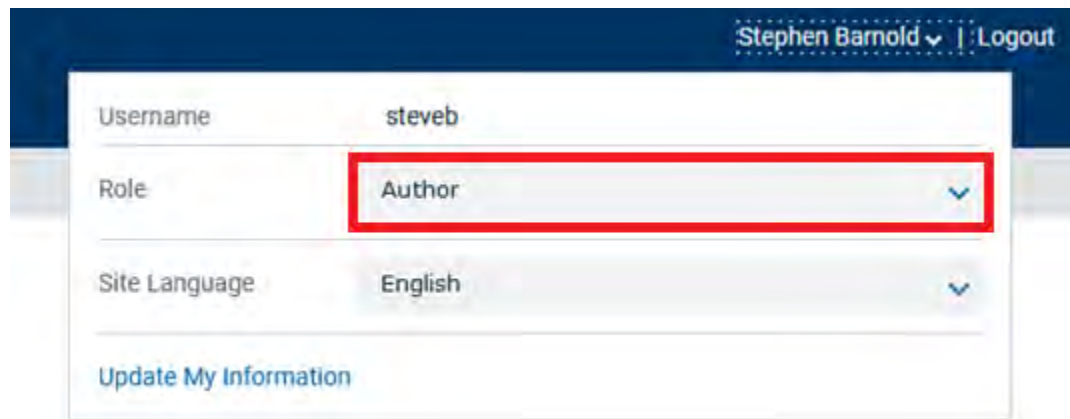 Stephen Barnold | Logout
Username steveb
Role Author
Site Language English
Update My Information